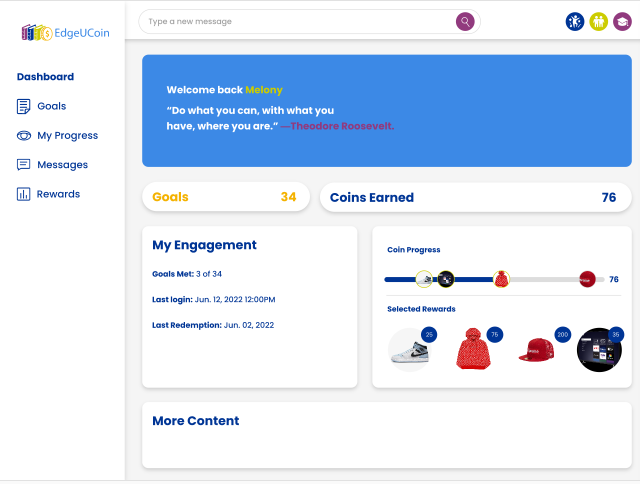 EdgeUCoin
Type a new message
Dashboard
Goals
My Progress
Messages
Rewards
Welcome back Melony
“Do what you can, with what you
have, where you are.” —Theodore Roosevelt.
Goals 34
Coins Earned 76
My Engagement
Goals Met: 3 of 34
Last login: Jun. 12, 2022 12:00PM
Last Redemption: Jun. 02, 2022
Coin Progress
76
Selected Rewards
25
75
200
35
More Content